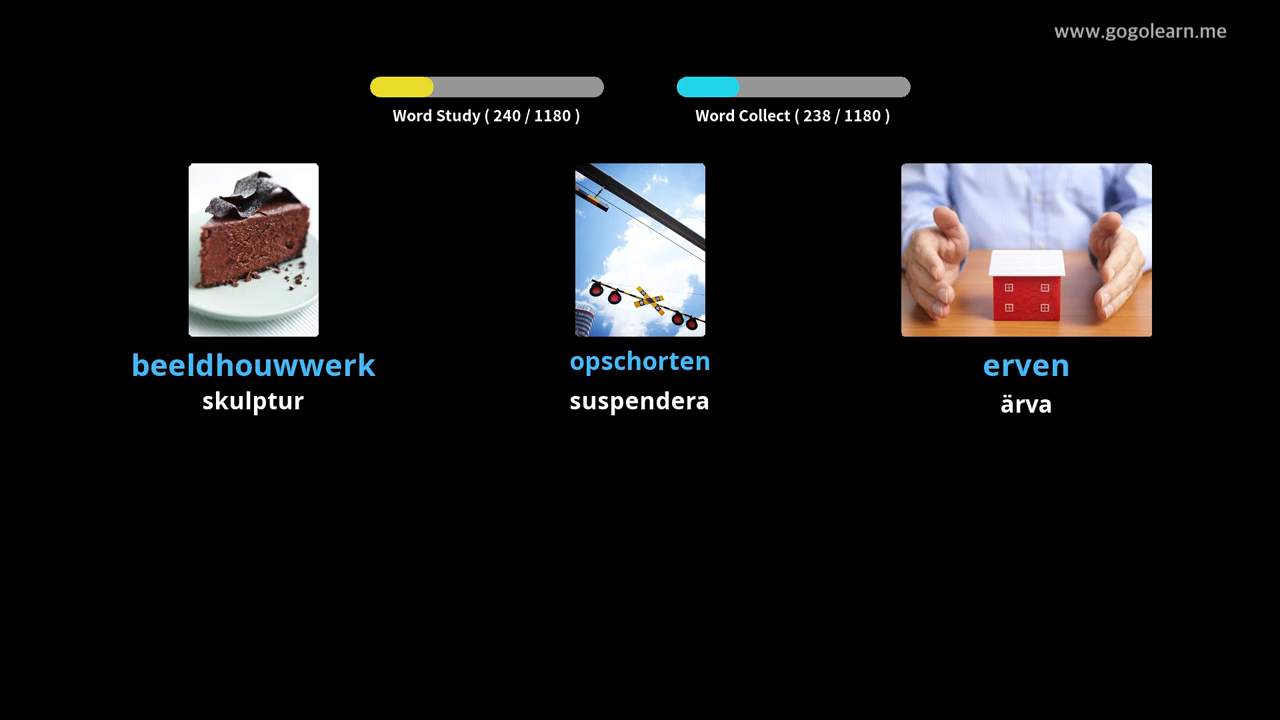 www.gogolearn.me
Word Study ( 240 / 1180 )
Word Collect ( 238 / 1180 )
beeldhouwwerk
skulptur
opschorten
suspendera
erven
ärva